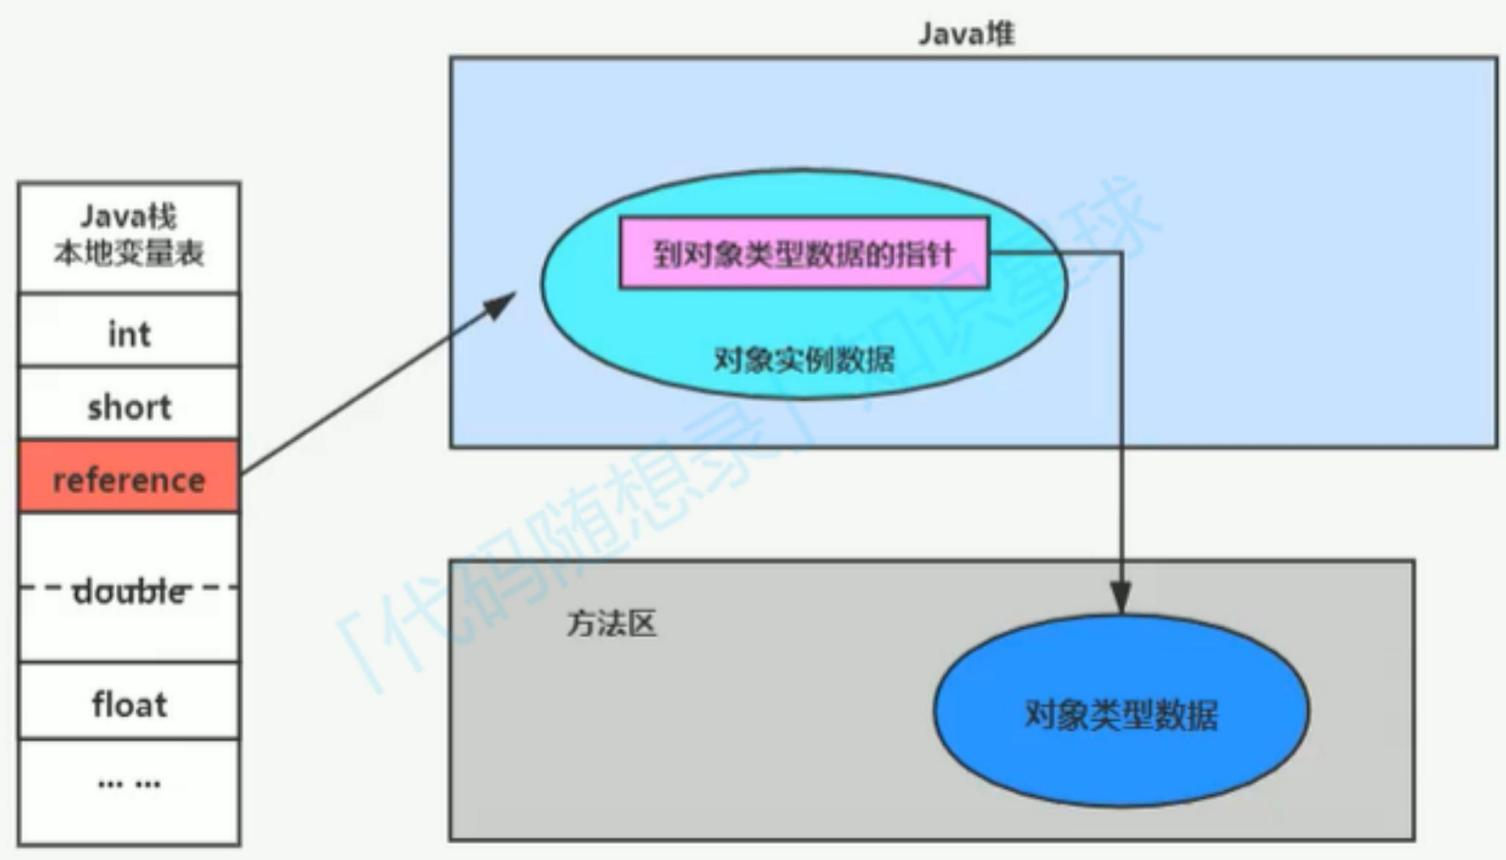 Java堆
到对象类型数据的指针
对象实例数据
Java栈
本地变量表
int
short
reference
double
float
... ...
方法区
对象类型数据
「代码随想录」知识星球